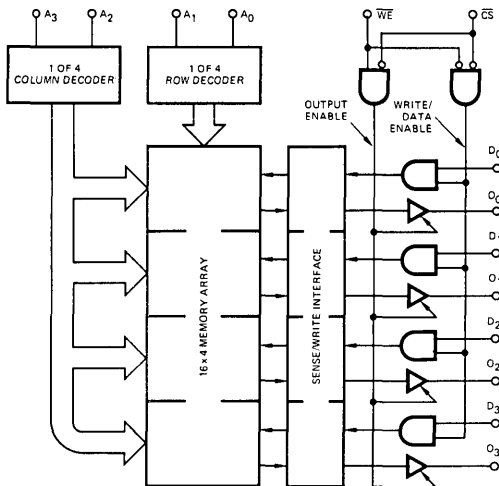 A3 A2 A1 A0 WE CS
1 OF 4
COLUMN DECODER
1 OF 4
ROW DECODER
OUTPUT
ENABLE
WRITE/
DATA
ENABLE
16 x 4 MEMORY ARRAY
SENSE/WRITE INTERFACE
D0
O0
D1
O1
D2
O2
D3
O3